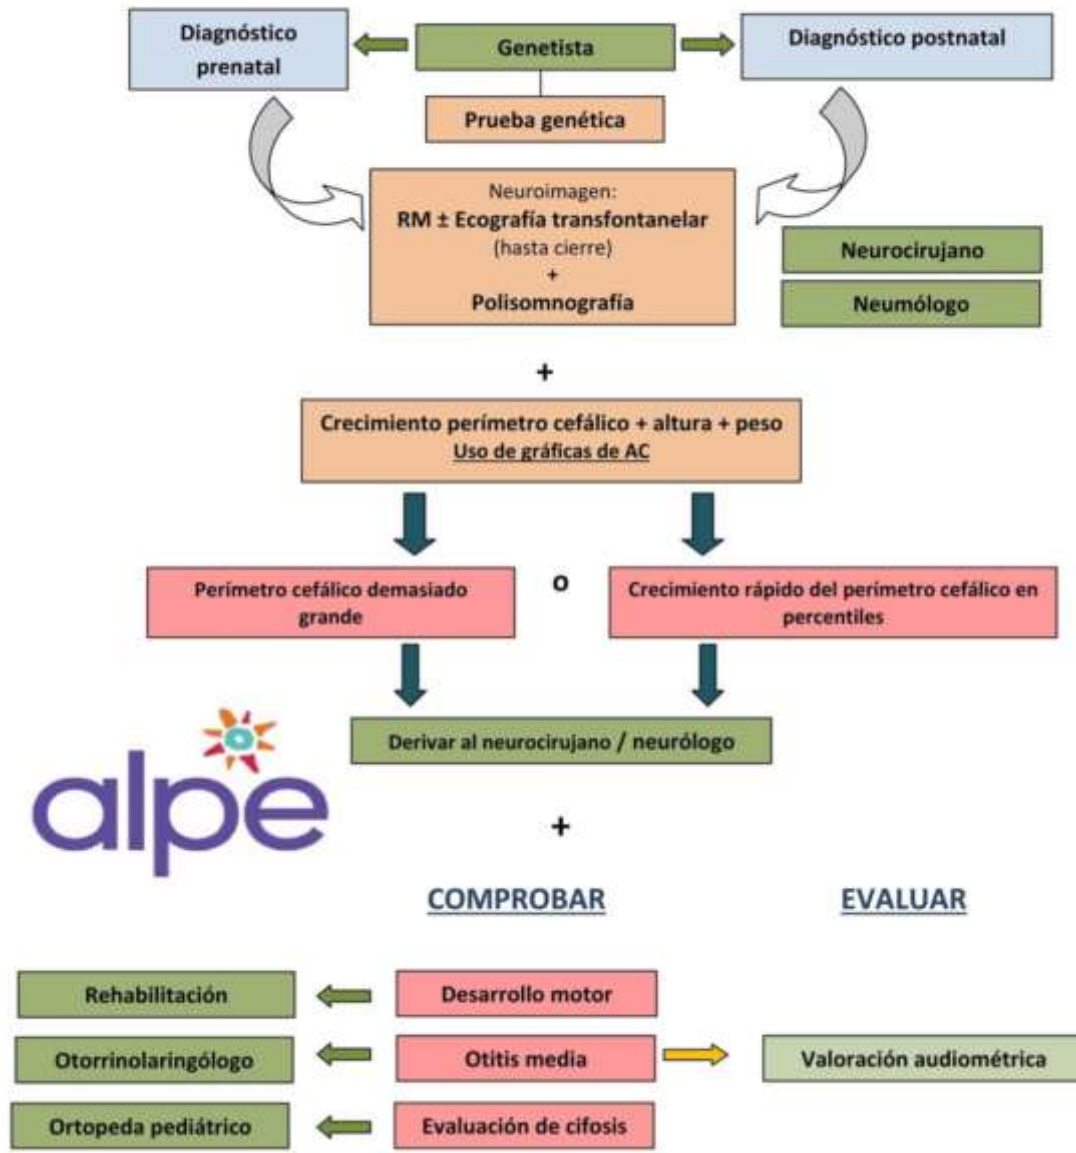 Diagnóstico
prenatal
Genetista
Diagnóstico postnatal
Prueba genética
Neuroimagen:
RM ± Ecografía transfontanelar
(hasta cierre)
+
Polisomnografía
Neurocirujano
Neumólogo
+
Crecimiento perímetro cefálico + altura + peso
Uso de gráficas de AC
Perímetro cefálico demasiado
grande
o
Crecimiento rápido del perímetro cefálico en
percentiles
Derivar al neurocirujano / neurólogo
alpe
+
COMPROBAR
EVALUAR
Rehabilitación
Desarrollo motor
Otorrinolaringólogo
Otitis media
Valoración audiométrica
Ortopeda pediátrico
Evaluación de cifosis